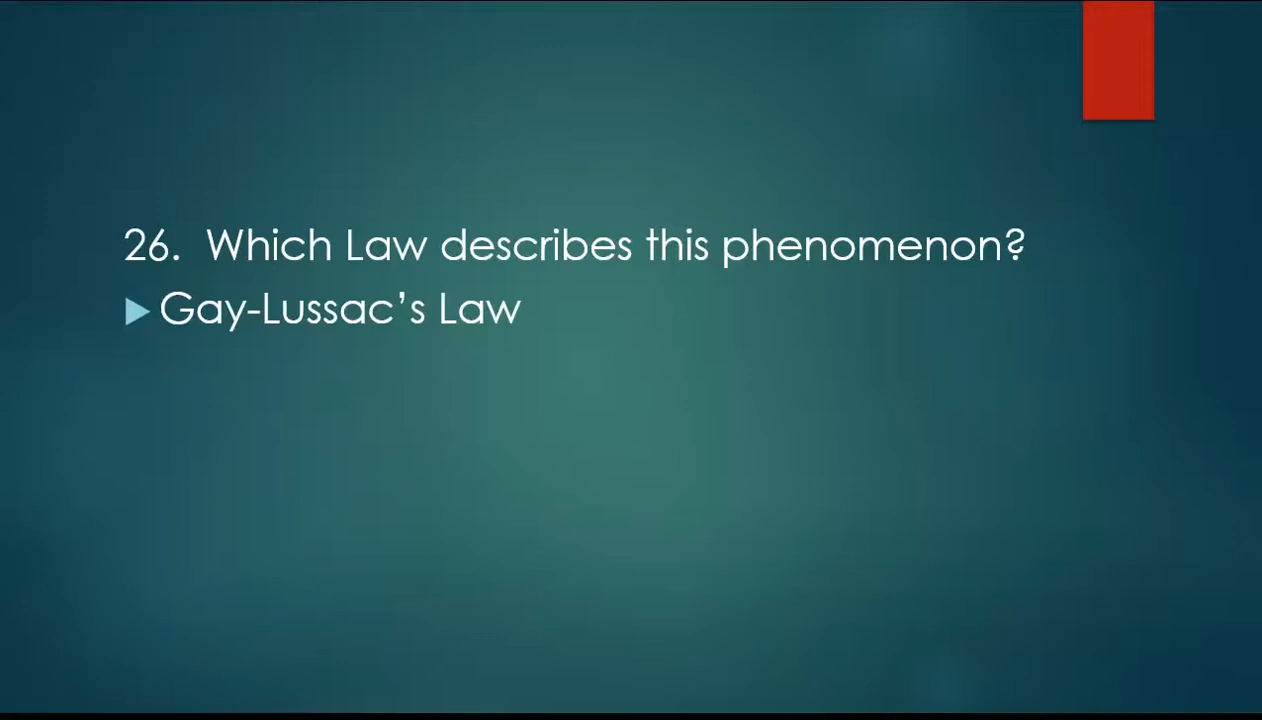 26. Which Law describes this phenomenon?
Gay-Lussac’s Law